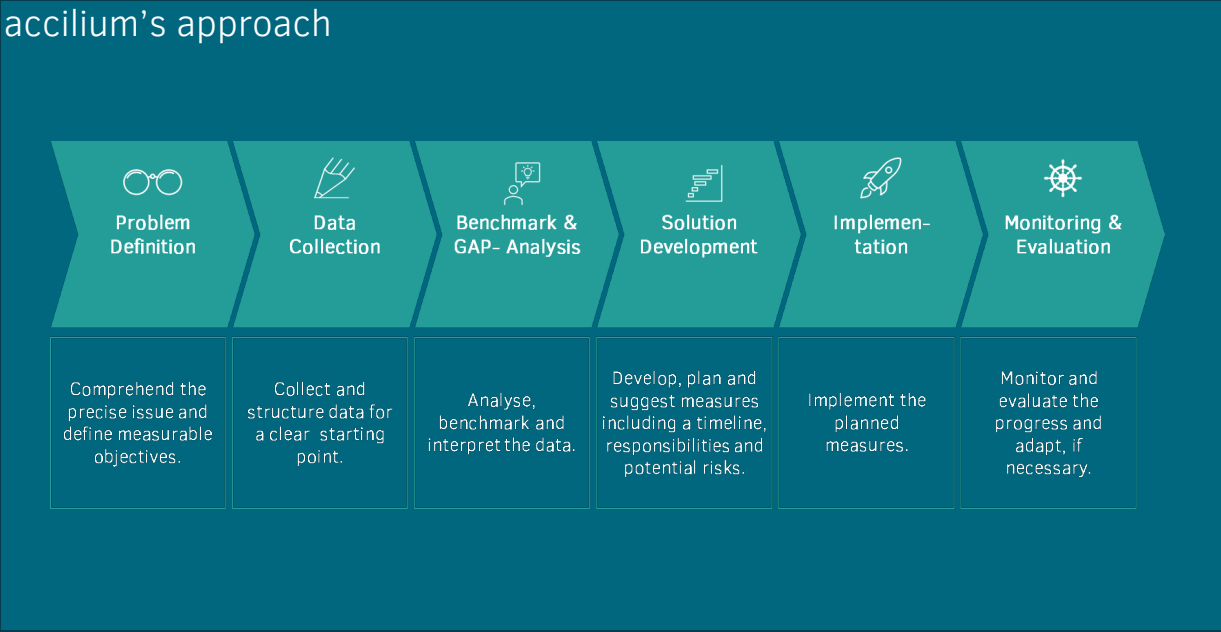 accilium's approach
Problem
Definition
Data
Collection
Benchmark &
GAP- Analysis
Solution
Development
Implemen-
tation
Monitoring &
Evaluation
Comprehend the
precise issue and
define measurable
objectives.
Collect and
structure data for
a clear starting
point.
Analyse,
benchmark and
interpret the data.
Develop, plan and
suggest measures
including a timeline,
responsibilities and
potential risks.
Implement the
planned
measures.
Monitor and
evaluate the
progress and
adapt, if
necessary.